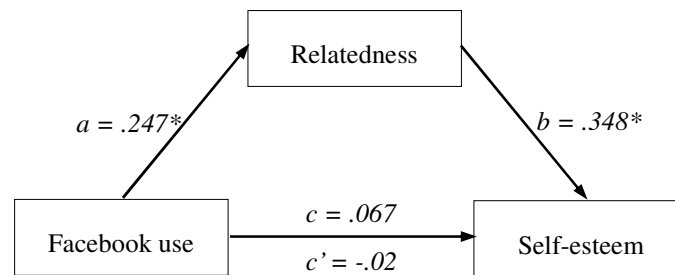 Relatedness
a = .247*
b = .348*
c = .067
Facebook use
Self-esteem
c’ = -.02